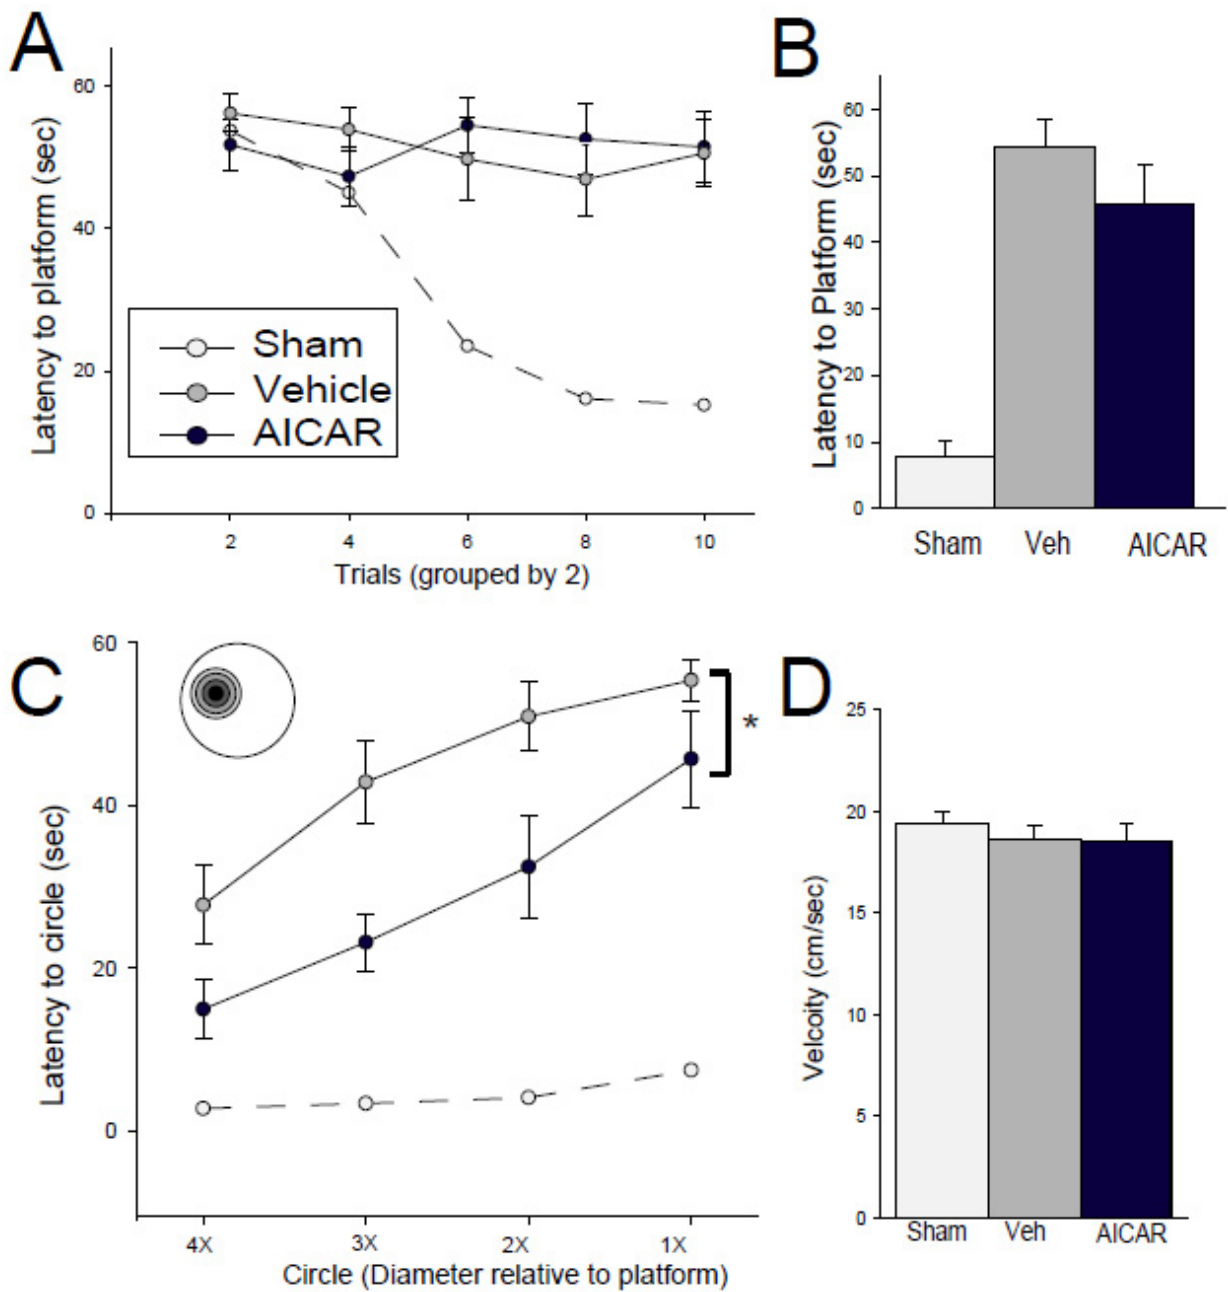 A
60
40
20
0
Latency to platform (sec)
Sham
Vehicle
AICAR
2 4 6 8 10
Trials (grouped by 2)
B
60
50
40
30
20
10
0
Latency to Platform (sec)
Sham Veh AICAR
C
60
40
20
0
Latency to circle (sec)
*
4X 3X 2X 1X
Circle (Diameter relative to platform)
D
25
20
15
10
5
0
Velcoity (cm/sec)
Sham Veh AICAR